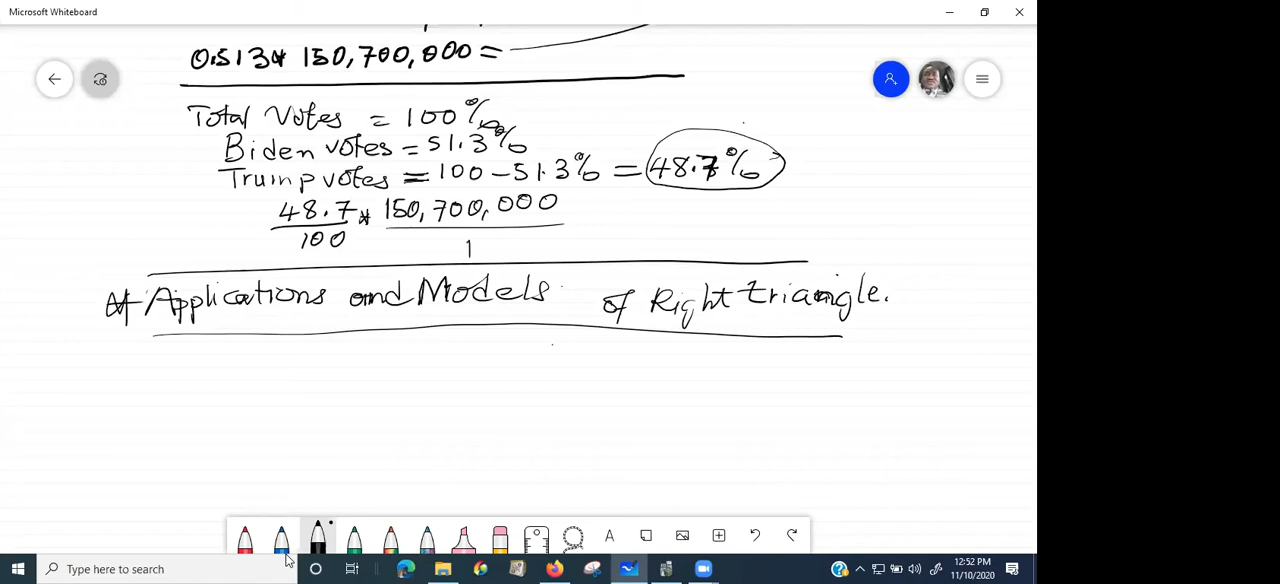 Microsoft Whiteboard
0.513* 150,700,000 =
Total Votes = 100%
Biden votes = 51.3%
Trump votes = 100 - 51.3% = 48.7%
48.7 * 150,700,000
100 1
* Applications and Models of Right triangle.
A
Type here to search
12:52 PM
11/10/2020